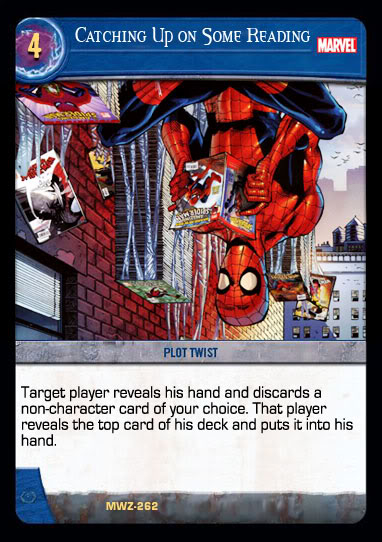 4
Catching Up on Some Reading
MARVEL
PLOT TWIST
Target player reveals his hand and discards a
non-character card of your choice. That player
reveals the top card of his deck and puts it into his
hand.
MWZ-262